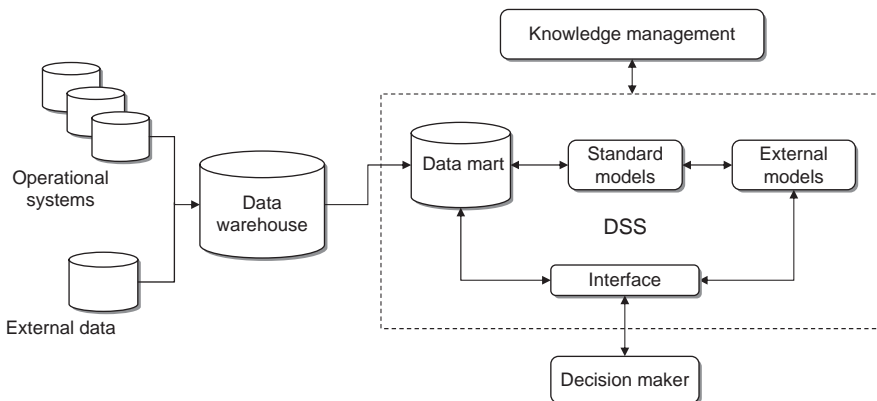 Knowledge management
Operational
systems
Data
warehouse
External data
Data mart
Standard
models
External
models
DSS
Interface
Decision maker